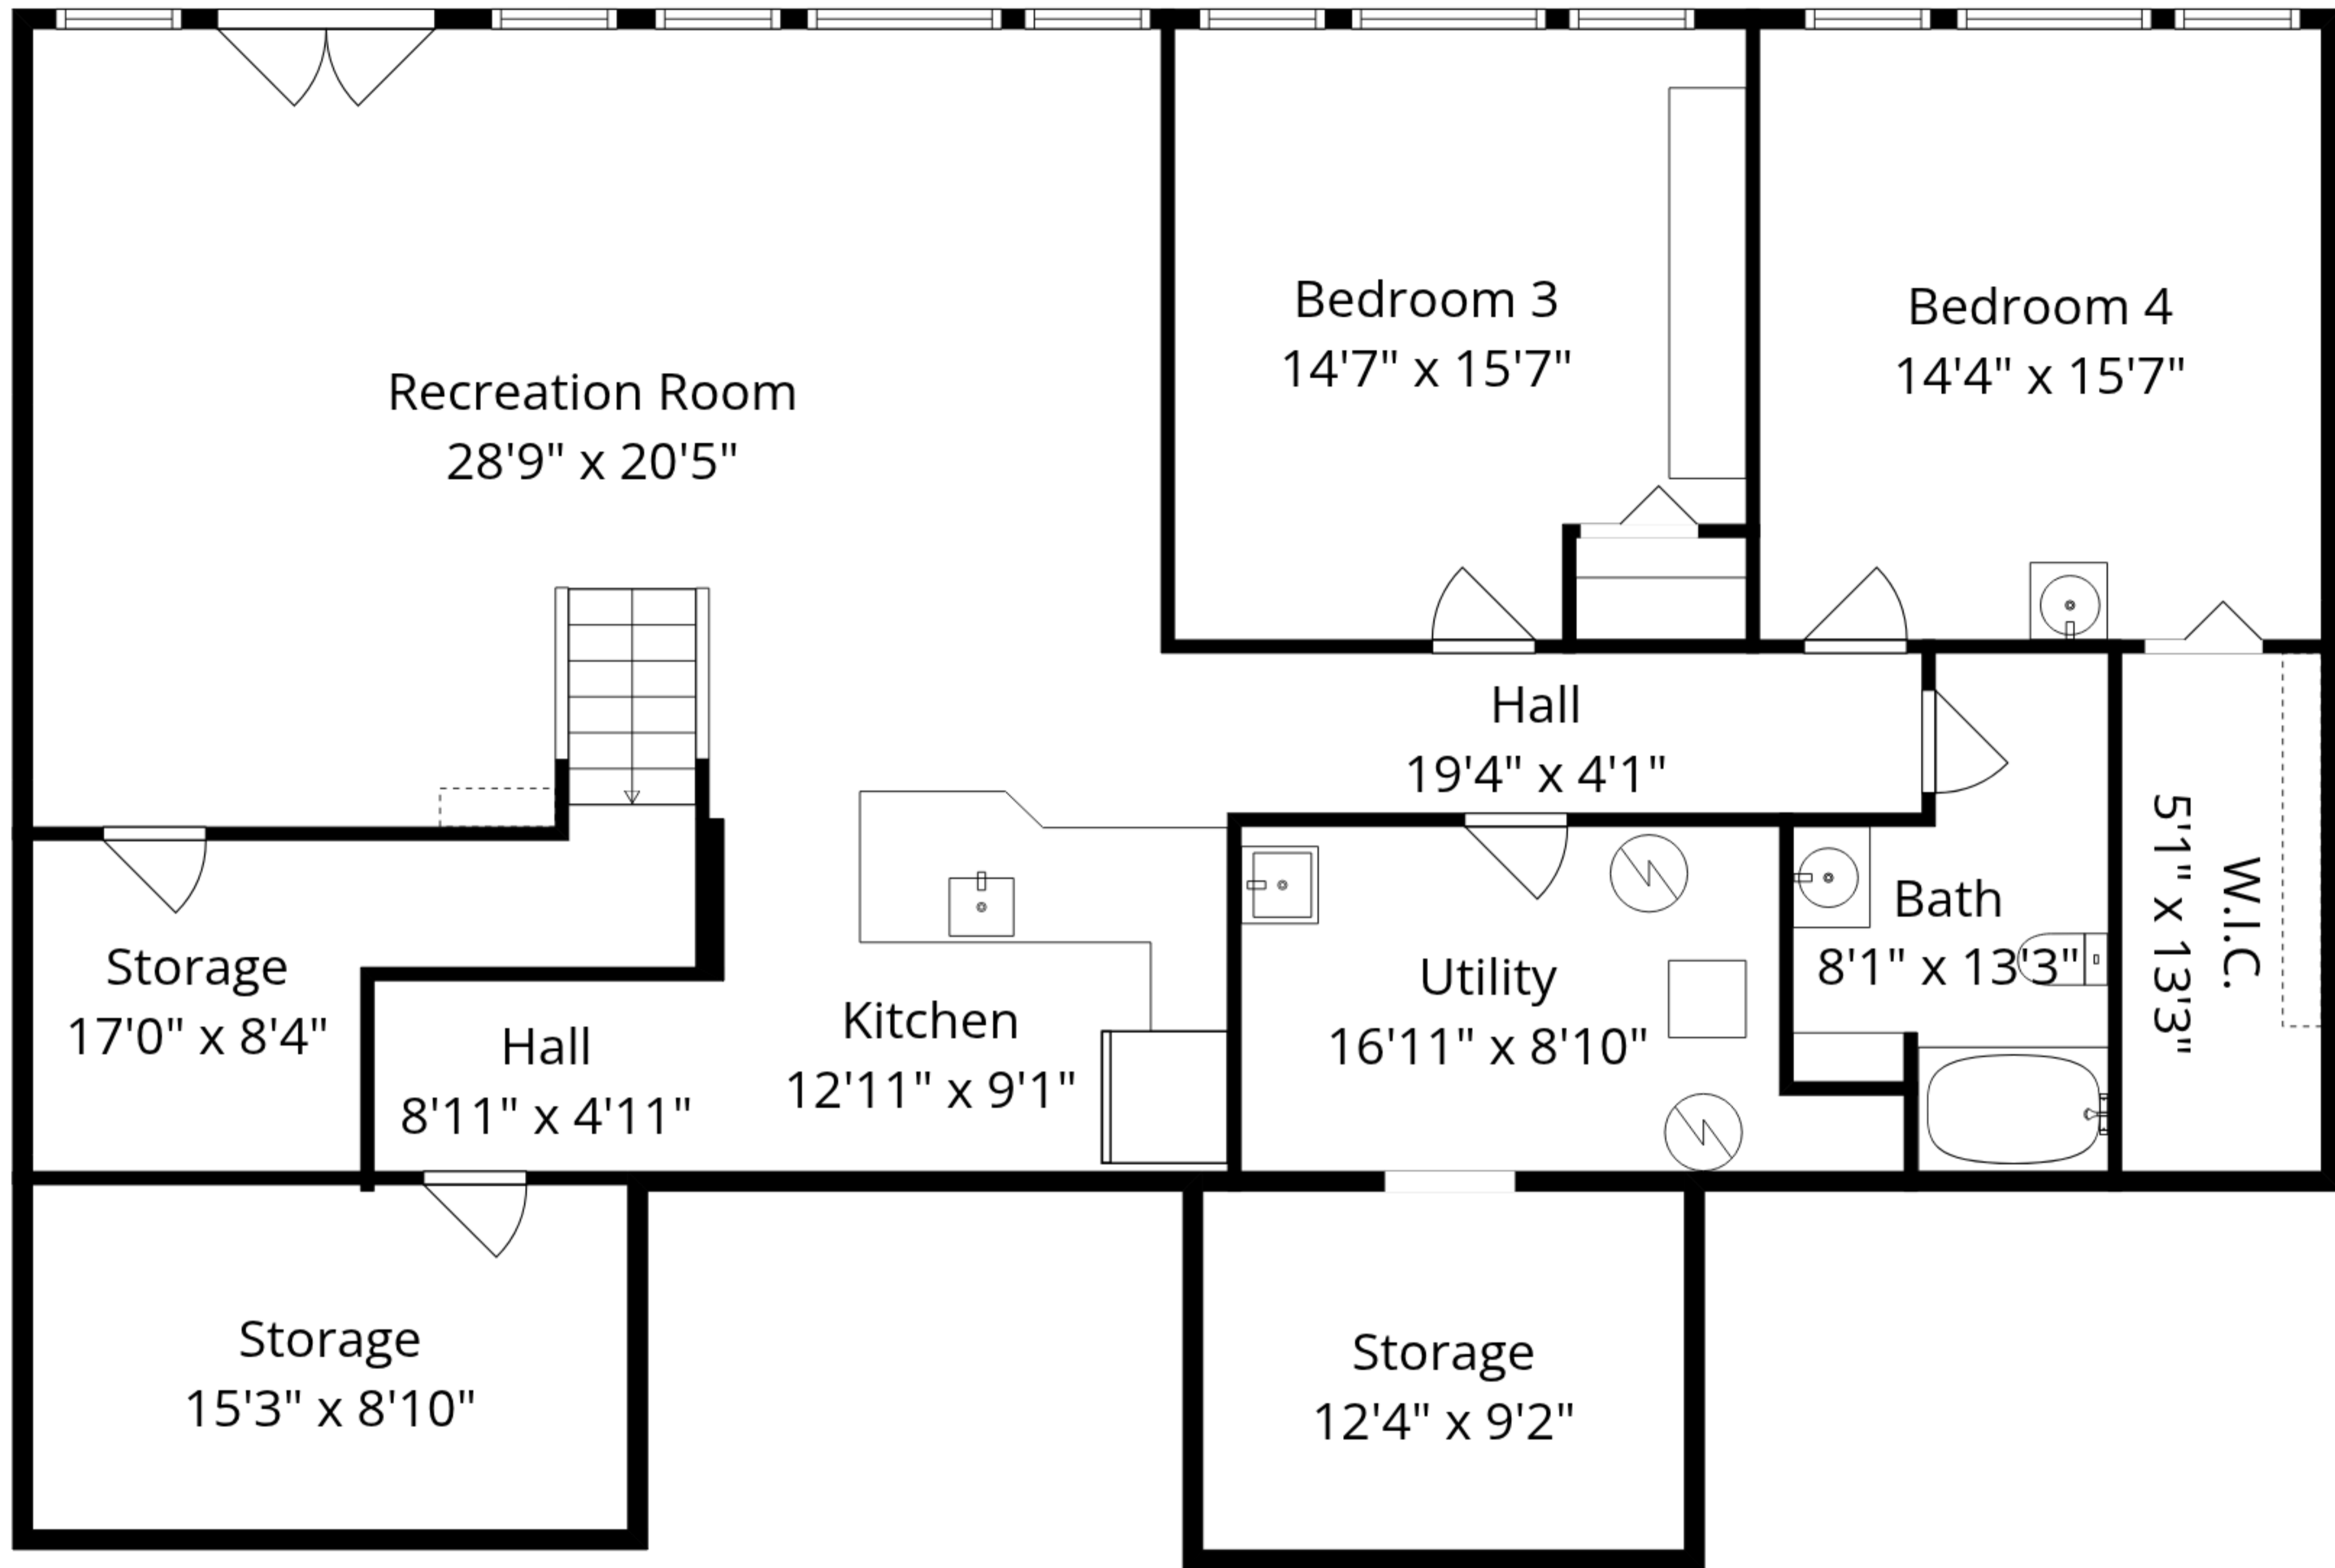 Bedroom 3
14'7" x 15'7"
Bedroom 4
14'4" x 15'7"
Recreation Room
28'9" x 20'5"
Hall
19'4" x 4'1"
Storage
17'0" x 8'4"
Hall
8'11" x 4'11"
Kitchen
12'11" x 9'1"
Utility
16'11" x 8'10"
Bath
8'1" x 13'3"
W.I.C.
5'1" x 13'3"
Storage
15'3" x 8'10"
Storage
12'4" x 9'2"